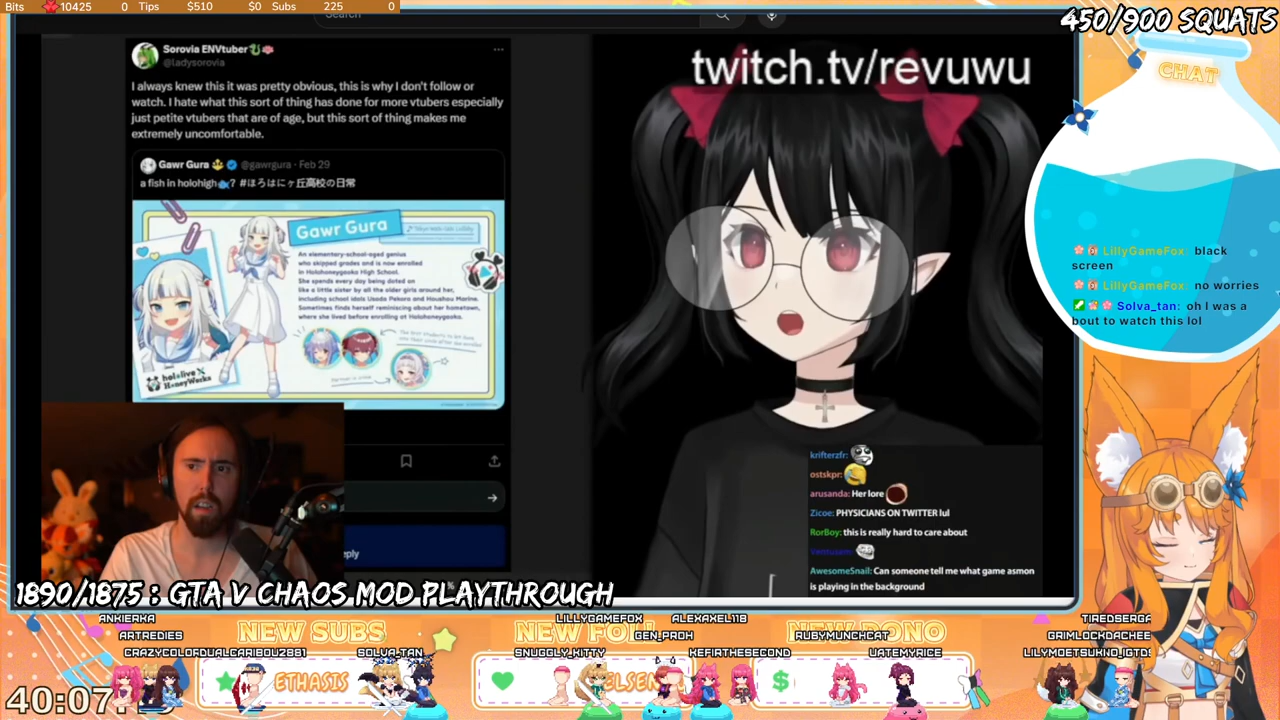 Bits 10425 0 Tips $510 $0 Subs 225 0
Search
450/900 SQUATS
CHAT
twitch.tv/revuwu
Sorovia ENVtuber
@ladysorovia
I always knew this it was pretty obvious, this is why I don't follow or
watch. I hate what this sort of thing has done for more vtubers especially
just petite vtubers that are of age, but this sort of thing makes me
extremely uncomfortable.
Gawr Gura @gawrgura · Feb 29
a fish in holohigh? #ほろはにヶ丘高校の日常
Gawr Gura
An elementary-school-aged genius
who skipped grades and is now enrolled
in Holohoneygaoka High School.
She spends every day being doted on
like a little sister by all the older girls around her,
including school idols Usada Pekora and Houshou Marine.
Sometimes finds herself reminiscing about her hometown,
where she lived before enrolling at Holohoneygaoka.
hololive X
HoneyWorks
eply
LillyGameFox: black
screen
LillyGameFox: no worries
Solva_tan: oh I was a
bout to watch this lol
krifterzfr:
ostskpr:
arusanda: Her lore
Zicoe: PHYSICIANS ON TWITTER lul
RorBoy: this is really hard to care about
AwesomeSnail: Can someone tell me what game asmon
is playing in the background
1890/1875 : GTA V CHAOS MOD PLAYTHROUGH
ANKIERKA
ARTREDIES
NEW SUBS
SOLVA_TAN
LILLYGAMEFOX
ALEXAXEL118
GEN_PROH
SNUGGLY_KITTY
KEFIRTHESECOND
RUBYMUNCHCAT
UATEMYRICE
TIREDSERGA
GRIMLOCKDACHEE
ETHASIS
$
40:07